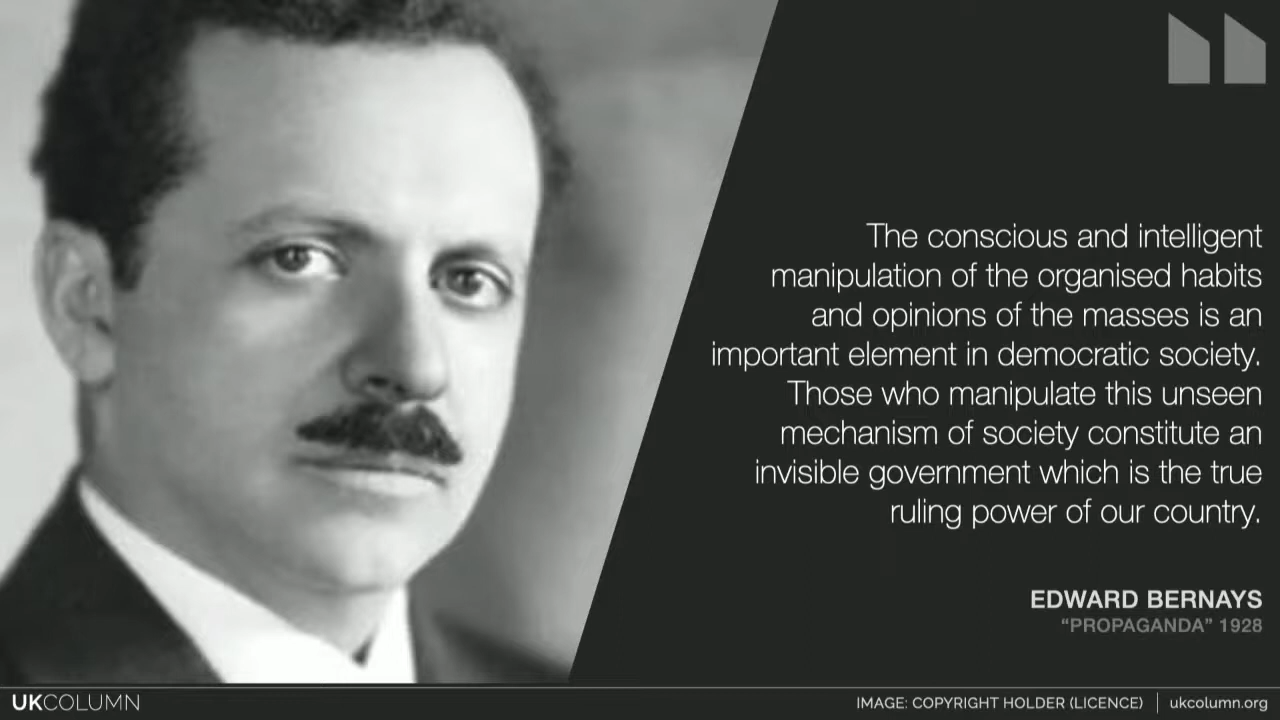 The conscious and intelligent
manipulation of the organised habits
and opinions of the masses is an
important element in democratic society.
Those who manipulate this unseen
mechanism of society constitute an
invisible government which is the true
ruling power of our country.
EDWARD BERNAYS
“PROPAGANDA” 1928
UKCOLUMN
IMAGE: COPYRIGHT HOLDER (LICENCE)
ukcolumn.org